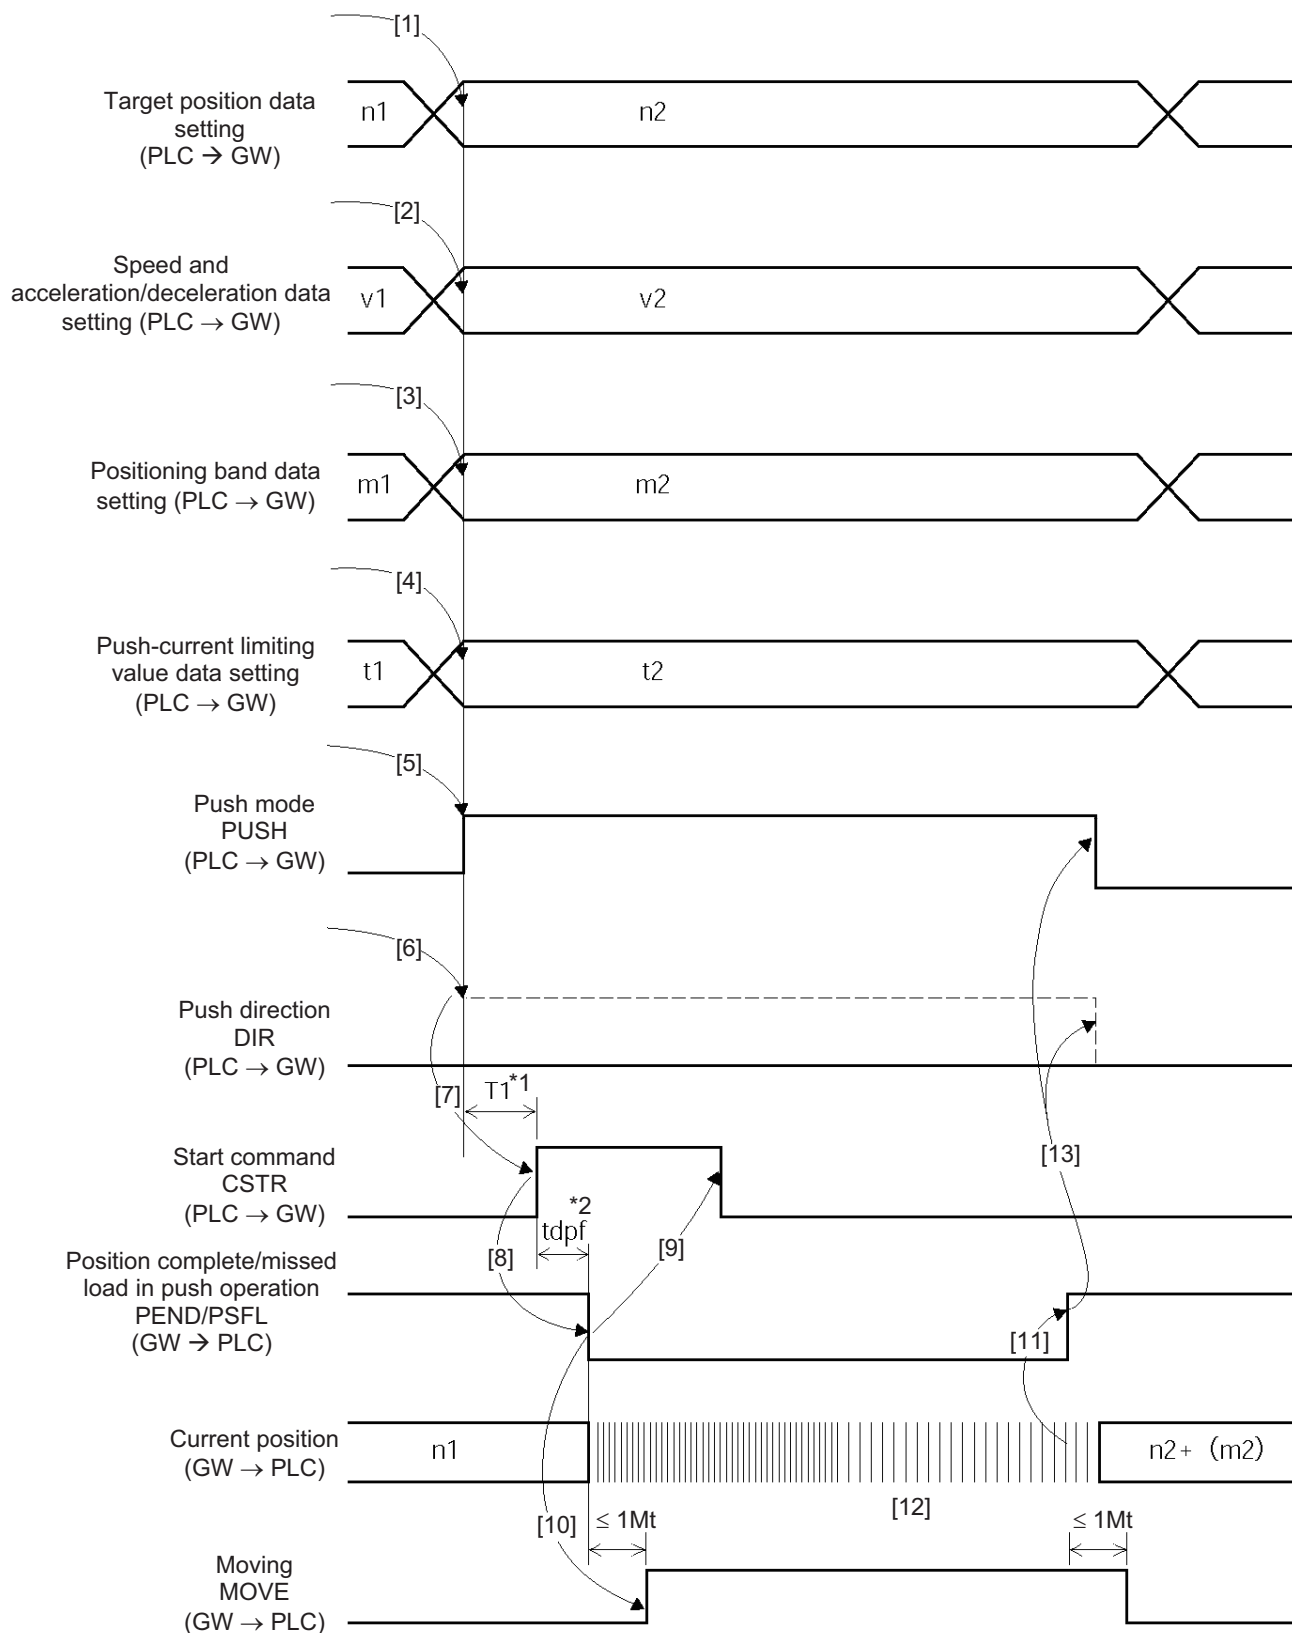 [1]
Target position data
setting
(PLC → GW)
n1
n2
[2]
Speed and
acceleration/deceleration data
setting (PLC → GW)
v1
v2
[3]
Positioning band data
setting (PLC → GW)
m1
m2
[4]
Push-current limiting
value data setting
(PLC → GW)
t1
t2
[5]
Push mode
PUSH
(PLC → GW)
[6]
Push direction
DIR
(PLC → GW)
[7]
T1*1
Start command
CSTR
(PLC → GW)
[13]
*2
tdpf
[8]
[9]
Position complete/missed
load in push operation
PEND/PSFL
(GW → PLC)
[11]
Current position
(GW → PLC)
n1
n2+ (m2)
[12]
[10]
≤ 1Mt
≤ 1Mt
Moving
MOVE
(GW → PLC)